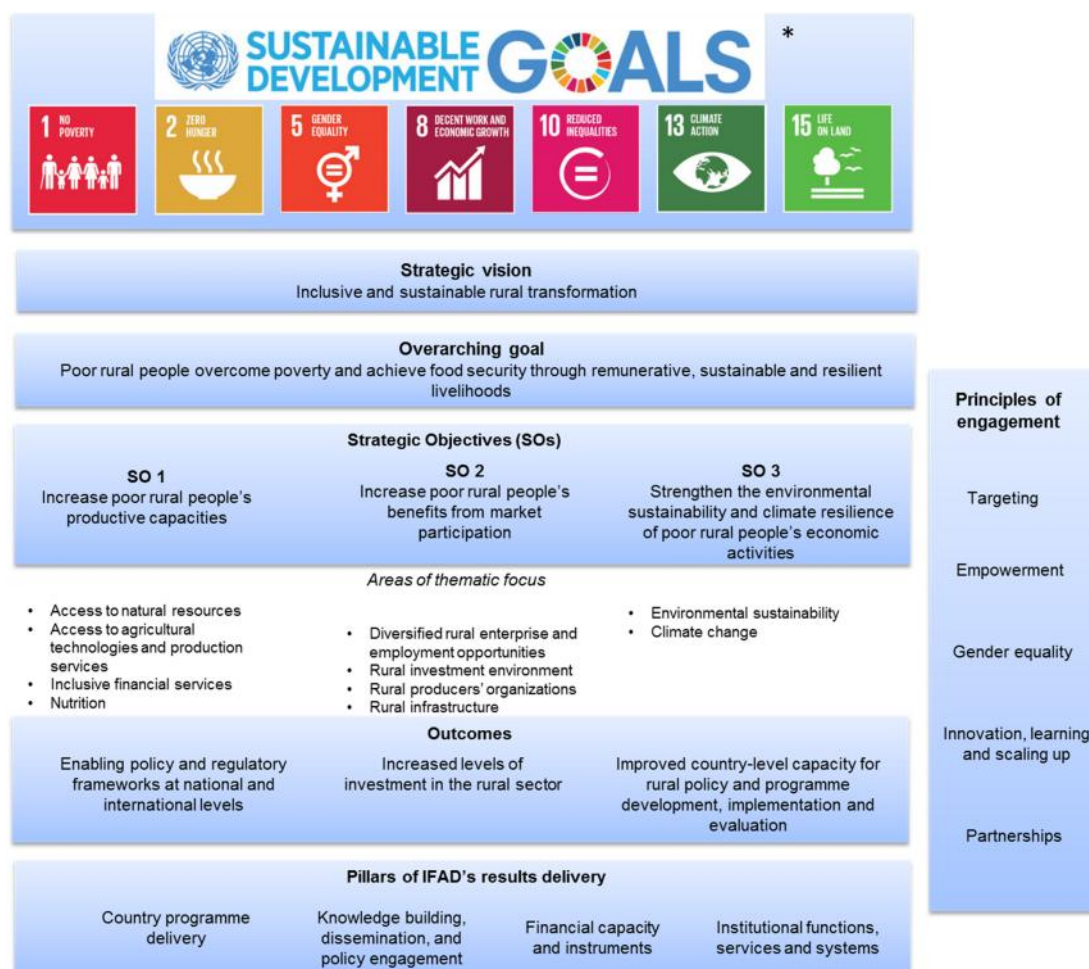 SUSTAINABLE
DEVELOPMENT
GOALS
*
1 NO
POVERTY
2 ZERO
HUNGER
5 GENDER
EQUALITY
8 DECENT WORK AND
ECONOMIC GROWTH
10 REDUCED
INEQUALITIES
13 CLIMATE
ACTION
15 LIFE
ON LAND
Strategic vision
Inclusive and sustainable rural transformation
Overarching goal
Poor rural people overcome poverty and achieve food security through remunerative, sustainable and resilient
livelihoods
Strategic Objectives (SOs)
SO 1
Increase poor rural people's
productive capacities
SO 2
Increase poor rural people's
benefits from market
participation
SO 3
Strengthen the environmental
sustainability and climate resilience
of poor rural people's economic
activities
Areas of thematic focus
• Access to natural resources
• Access to agricultural
technologies and production
services
• Inclusive financial services
• Nutrition
• Diversified rural enterprise and
employment opportunities
• Rural investment environment
• Rural producers' organizations
• Rural infrastructure
• Environmental sustainability
• Climate change
Outcomes
Enabling policy and regulatory
frameworks at national and
international levels
Increased levels of
investment in the rural sector
Improved country-level capacity for
rural policy and programme
development, implementation and
evaluation
Pillars of IFAD's results delivery
Country programme
delivery
Knowledge building,
dissemination, and
policy engagement
Financial capacity
and instruments
Institutional functions,
services and systems
Principles of
engagement
Targeting
Empowerment
Gender equality
Innovation, learning
and scaling up
Partnerships